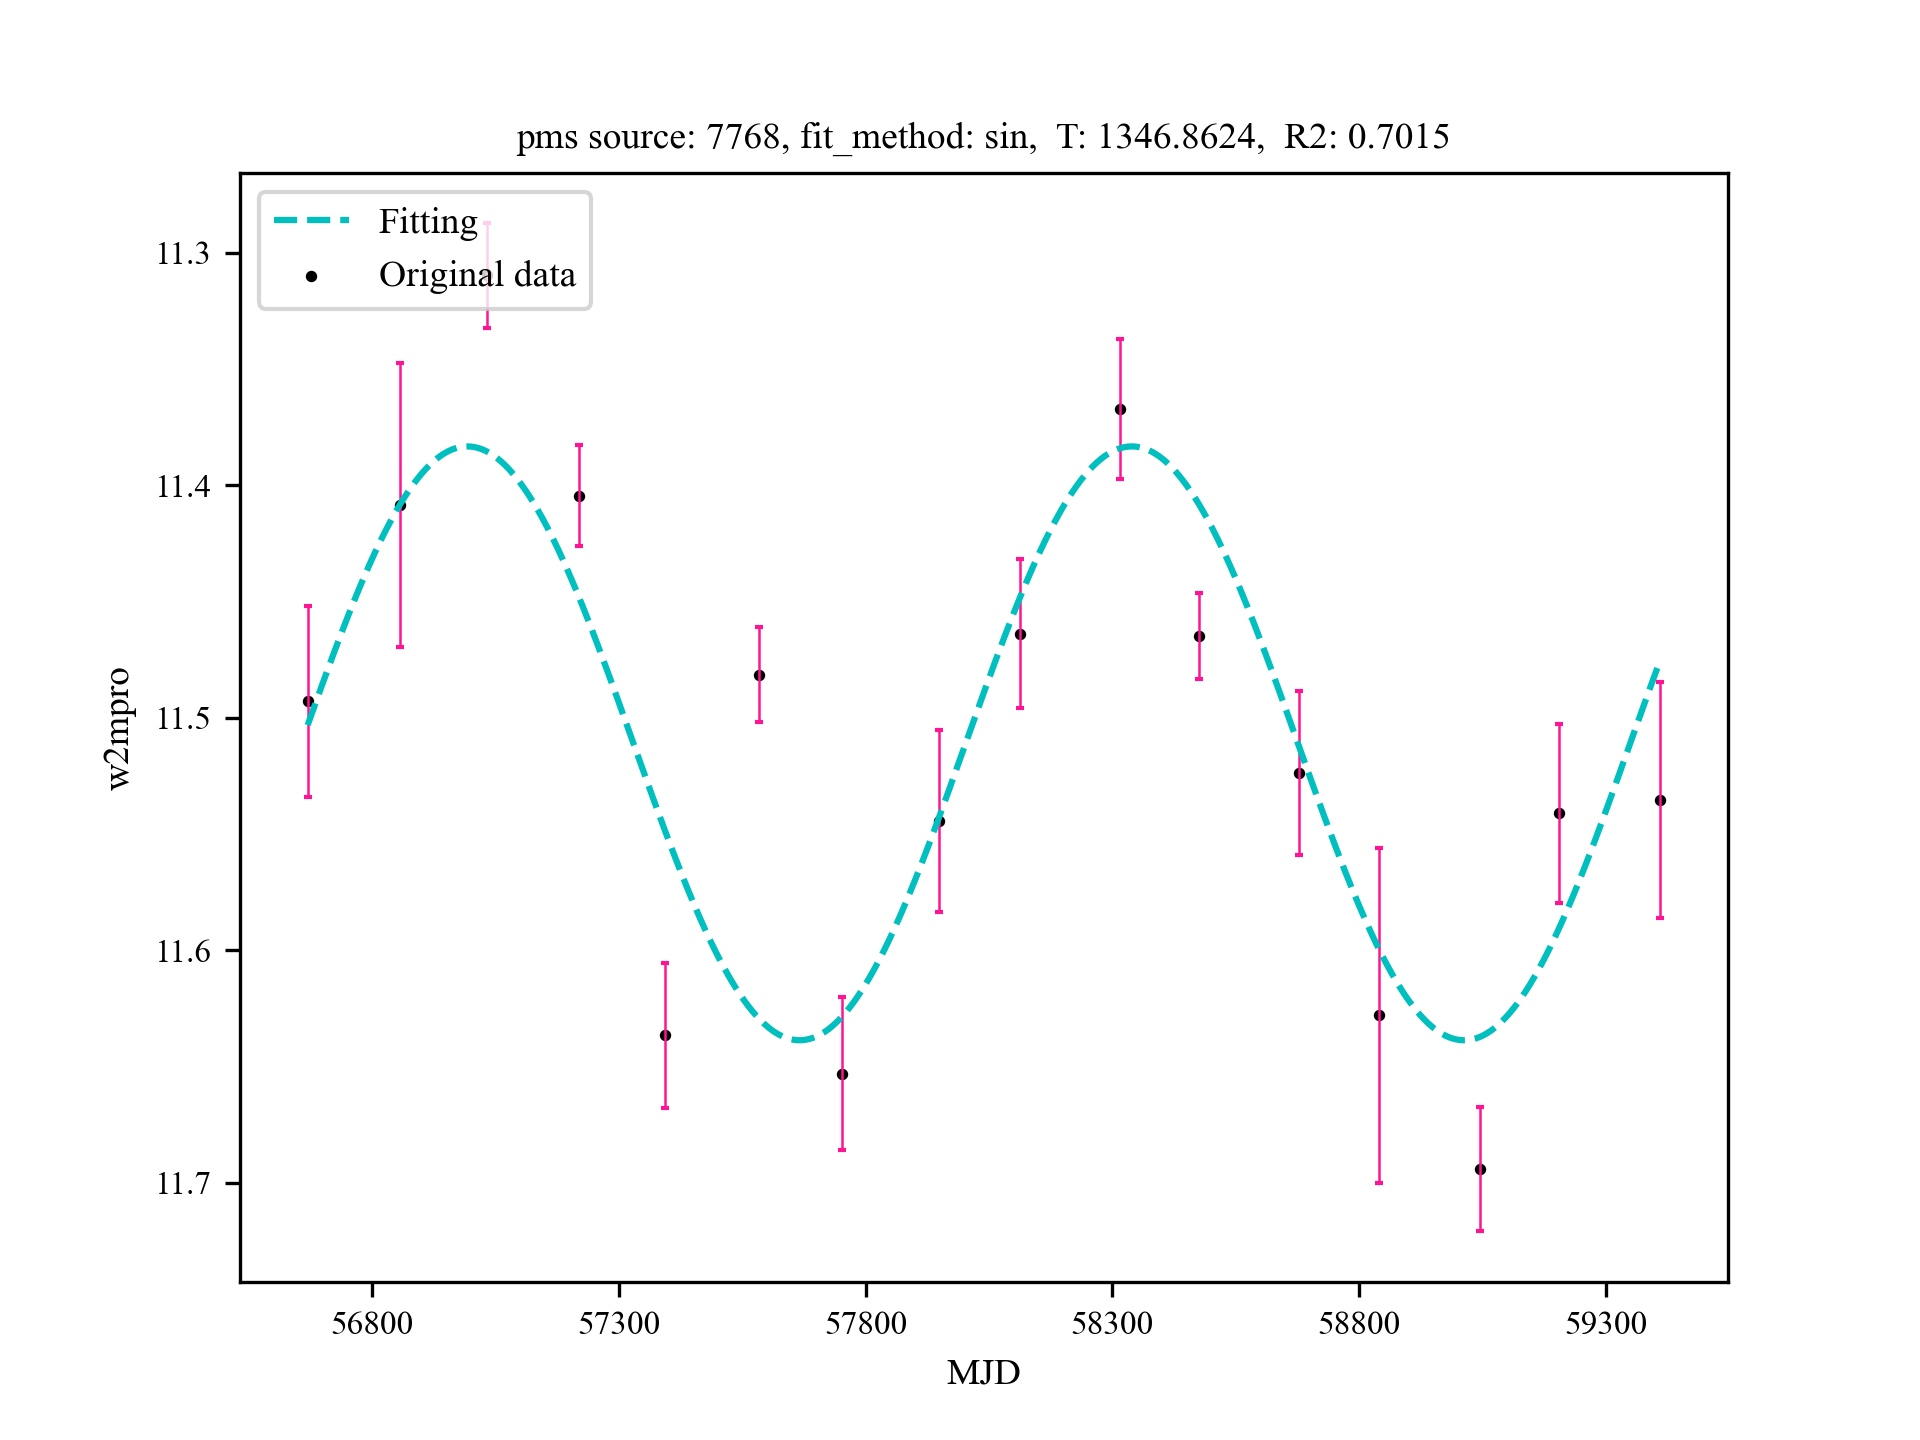 pms source: 7768, fit_method: sin,  T: 1346.8624,  R2: 0.7015
Fitting
Original data
11.3
11.4
11.5
11.6
11.7
w2mpro
56800
57300
57800
58300
58800
59300
MJD